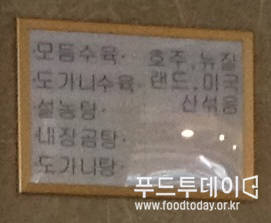 ·모듬수육· 호주,뉴질
·도가니수육· 랜드,미국
·설농탕· 산섞음
·내장곰탕·
·도가니탕·
푸드투데이
www.foodtoday.or.kr